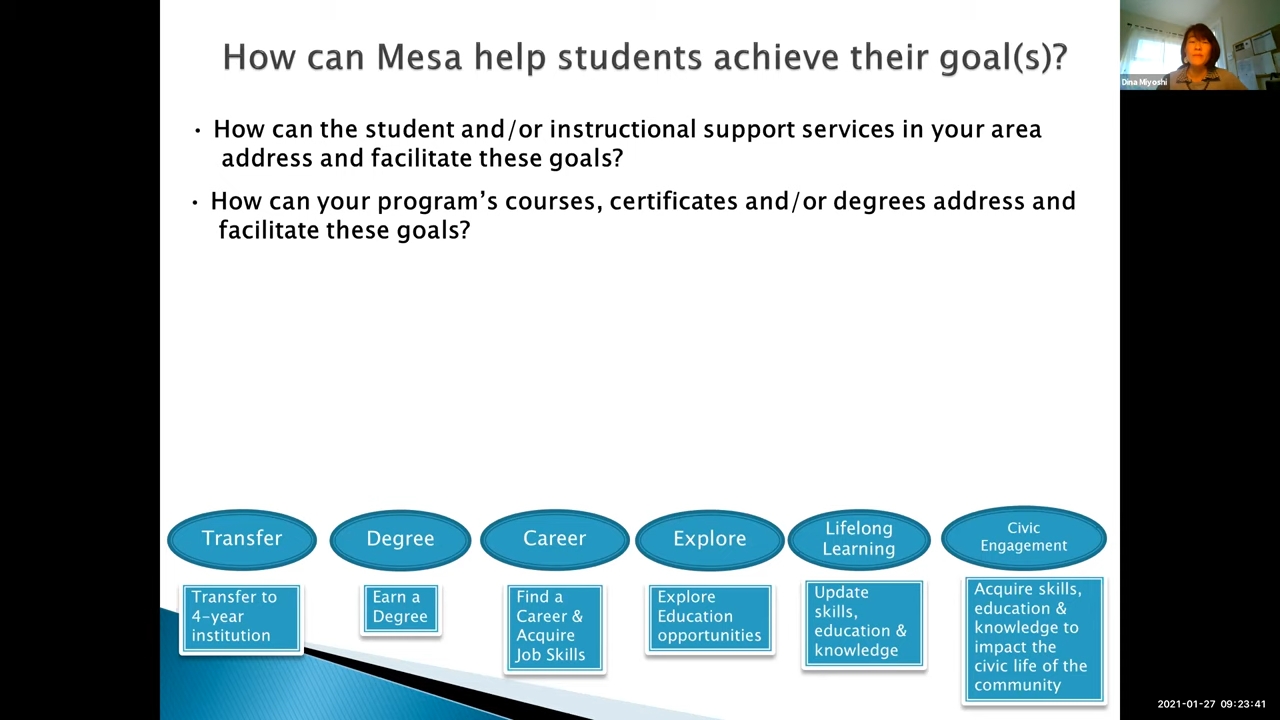 How can Mesa help students achieve their goal(s)?
Dina Miyoshi
• How can the student and/or instructional support services in your area
address and facilitate these goals?
• How can your program's courses, certificates and/or degrees address and
facilitate these goals?
Transfer
Degree
Career
Explore
Lifelong
Learning
Civic
Engagement
Transfer to
4-year
institution
Earn a
Degree
Find a
Career &
Acquire
Job Skills
Explore
Education
opportunities
Update
skills,
education &
knowledge
Acquire skills,
education &
knowledge to
impact the
civic life of the
community
2021-01-27 09:23:41